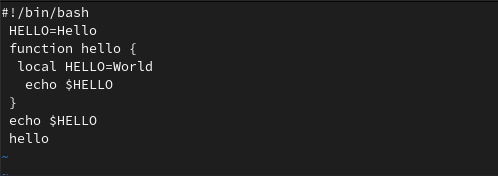 #!/bin/bash
HELLO=Hello
function hello {
local HELLO=World
echo $HELLO
}
echo $HELLO
hello
~
~